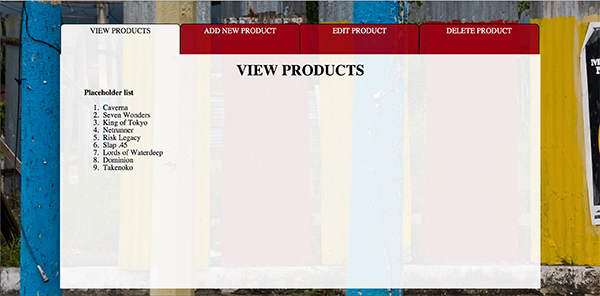 VIEW PRODUCTS
ADD NEW PRODUCT
EDIT PRODUCT
DELETE PRODUCT
VIEW PRODUCTS
Placeholder list
1. Caverna
2. Seven Wonders
3. King of Tokyo
4. Netrunner
5. Risk Legacy
6. Slap .45
7. Lords of Waterdeep
8. Dominion
9. Takenoko